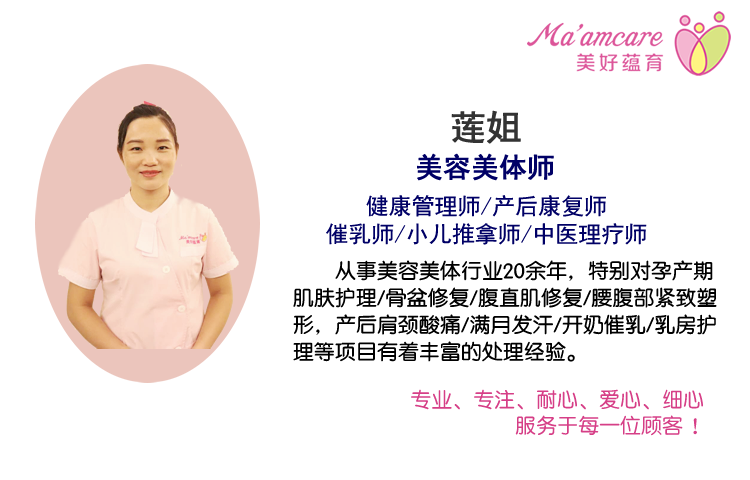 Ma'amcare
美好蕴育
莲姐
美容美体师
健康管理师/产后康复师
催乳师/小儿推拿师/中医理疗师
从事美容美体行业20余年，特别对孕产期
肌肤护理/骨盆修复/腹直肌修复/腰腹部紧致塑
形，产后肩颈酸痛/满月发汗/开奶催乳/乳房护
理等项目有着丰富的处理经验。
Ma'amcare
美好蕴育
专业、专注、耐心、爱心、细心
服务于每一位顾客！